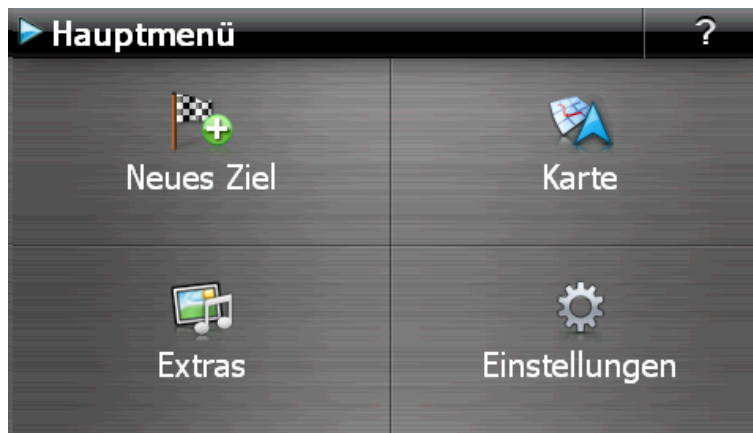 Hauptmenü
?
Neues Ziel
Karte
Extras
Einstellungen